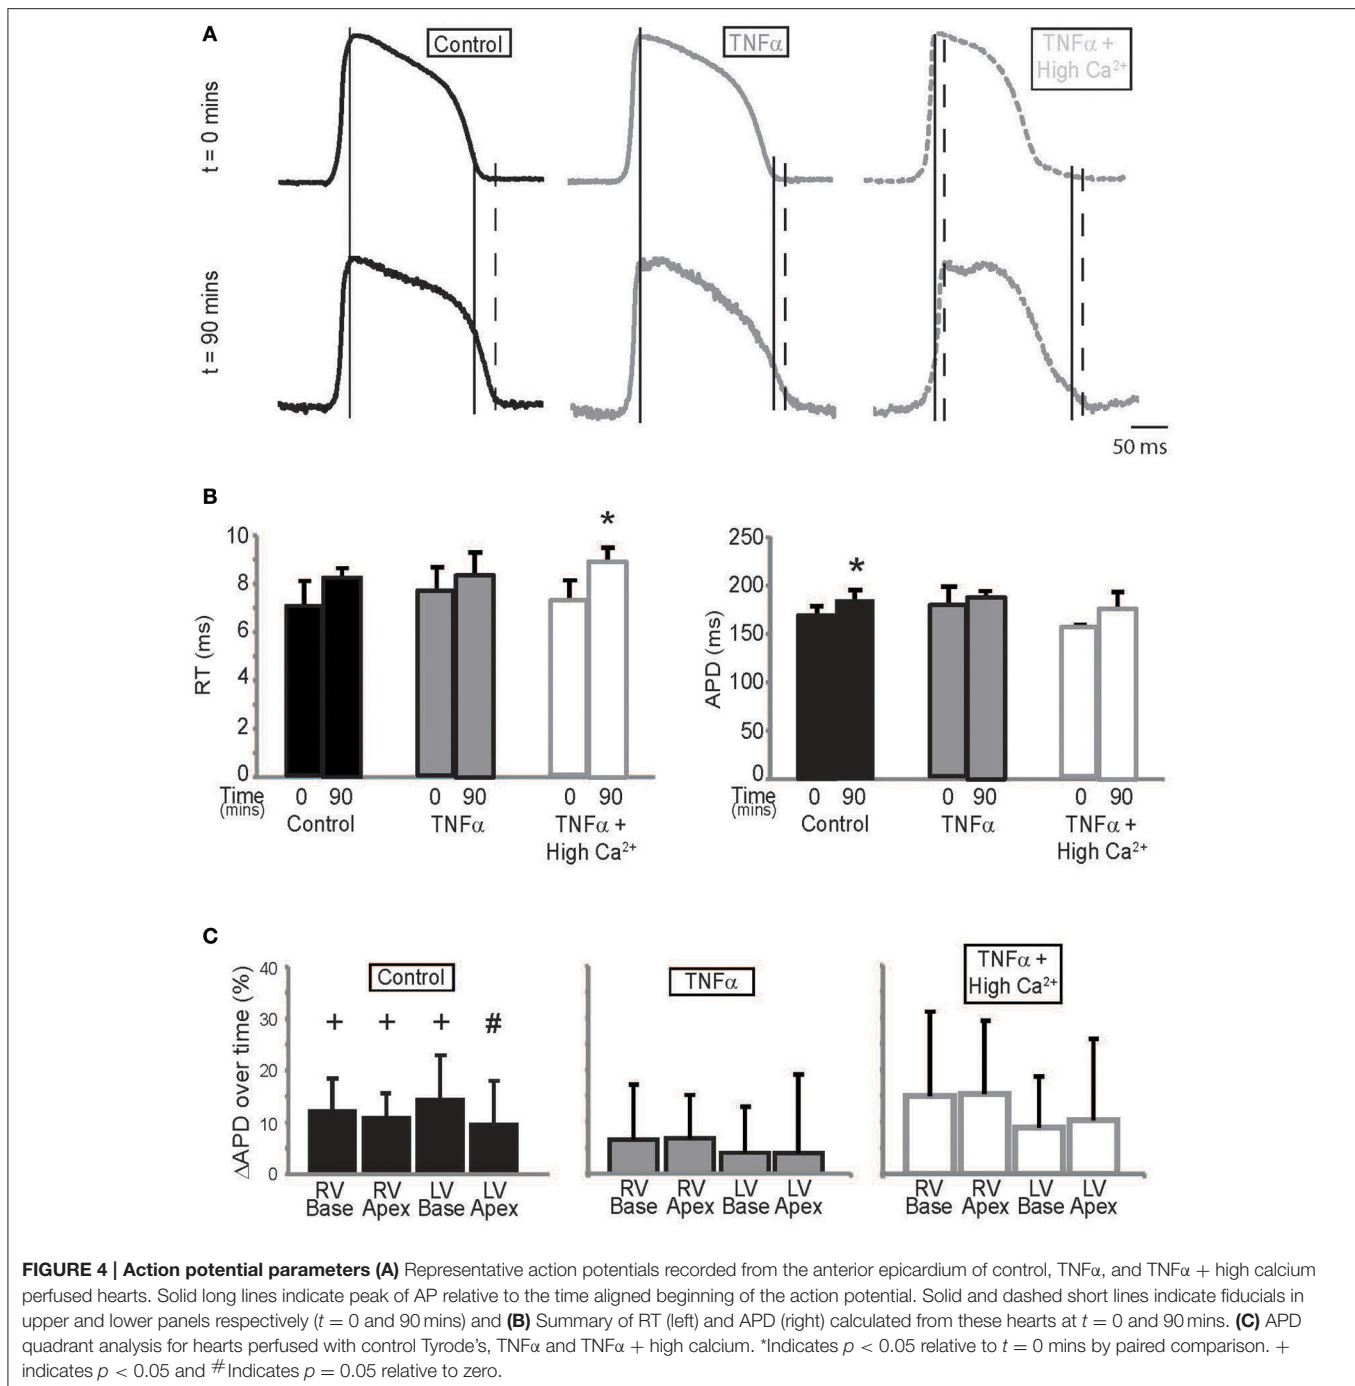 A
Control
TNFα
TNFα +
High Ca²⁺
t = 0 mins
t = 90 mins
50 ms
B
10
8
6
4
2
0
RT (ms)
*
Time
(mins)
0 90 0 90 0 90
Control TNFα TNFα +
High Ca²⁺
250
200
150
100
50
0
APD (ms)
*
Time
(mins)
0 90 0 90 0 90
Control TNFα TNFα +
High Ca²⁺
C
ΔAPD over time (%)
40
30
20
10
0
Control
+ + + #
RV RV LV LV
Base Apex Base Apex
TNFα
RV RV LV LV
Base Apex Base Apex
TNFα +
High Ca²⁺
RV RV LV LV
Base Apex Base Apex
FIGURE 4 | Action potential parameters (A) Representative action potentials recorded from the anterior epicardium of control, TNFα, and TNFα + high calcium
perfused hearts. Solid long lines indicate peak of AP relative to the time aligned beginning of the action potential. Solid and dashed short lines indicate fiducials in
upper and lower panels respectively (t = 0 and 90 mins) and (B) Summary of RT (left) and APD (right) calculated from these hearts at t = 0 and 90 mins. (C) APD
quadrant analysis for hearts perfused with control Tyrode's, TNFα and TNFα + high calcium. *Indicates p < 0.05 relative to t = 0 mins by paired comparison. +
indicates p < 0.05 and #Indicates p = 0.05 relative to zero.